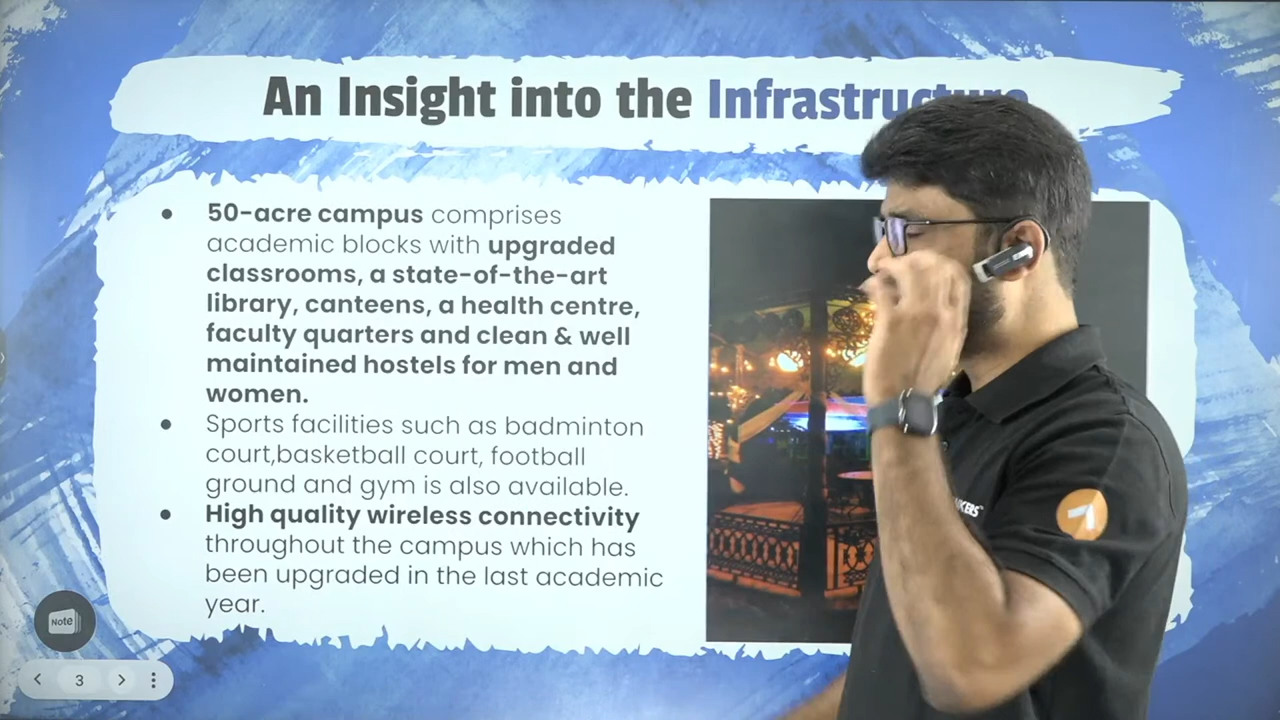 An Insight into the Infrastructure
50-acre campus comprises
academic blocks with upgraded
classrooms, a state-of-the-art
library, canteens, a health centre,
faculty quarters and clean & well
maintained hostels for men and
women.
Sports facilities such as badminton
court,basketball court, football
ground and gym is also available.
High quality wireless connectivity
throughout the campus which has
been upgraded in the last academic
year.
Note
3